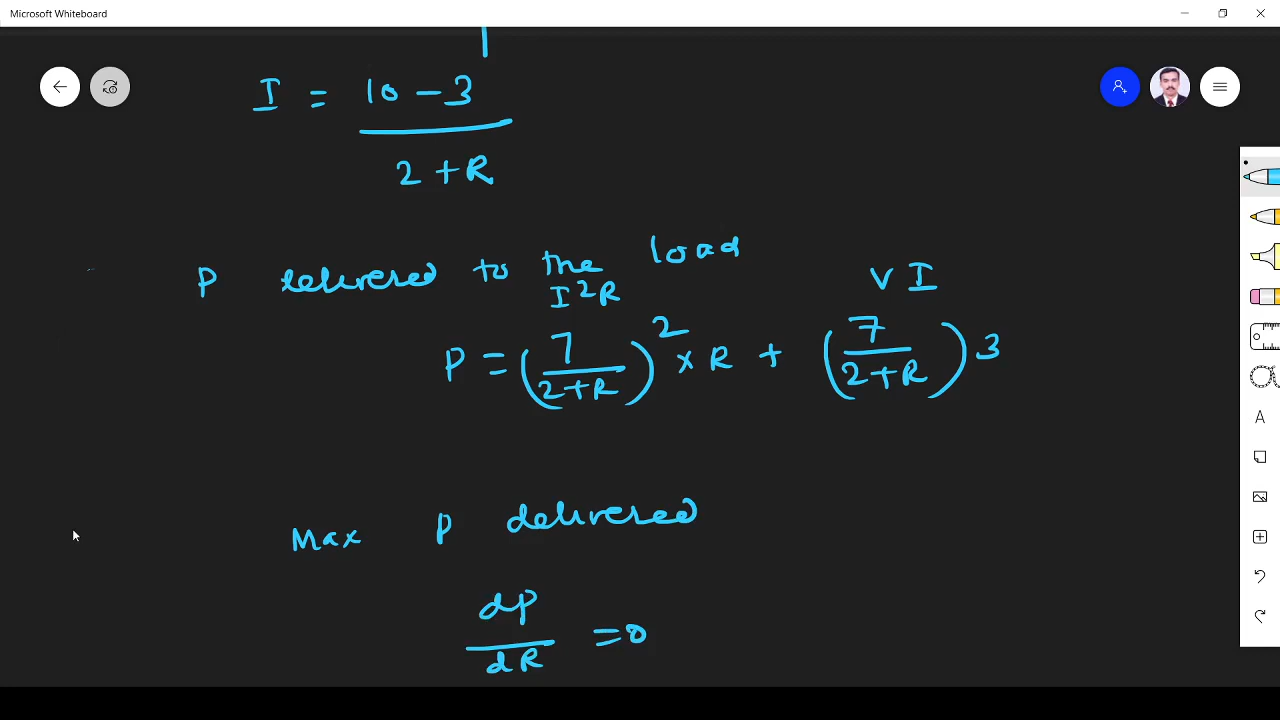 Microsoft Whiteboard
I = 10 - 3
2 + R
P delivered to the load
I²R V I
P = (7/2+R)² × R + (7/2+R) 3
Max P delivered
dP/dR = 0
A